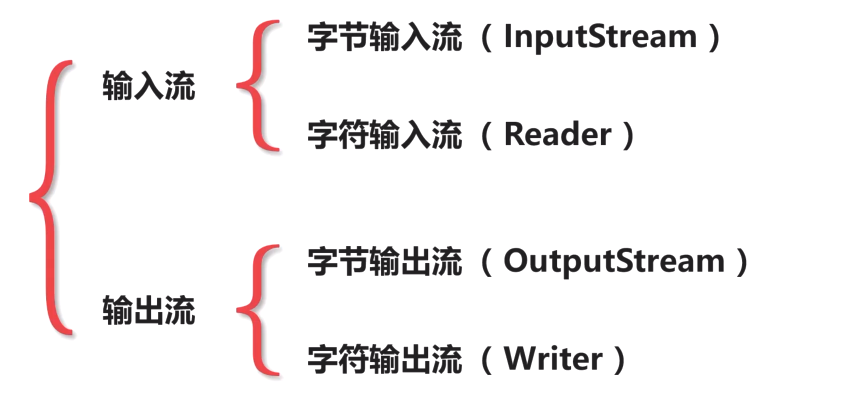 输入流
字节输入流（InputStream）
字符输入流（Reader）
输出流
字节输出流（OutputStream）
字符输出流（Writer）